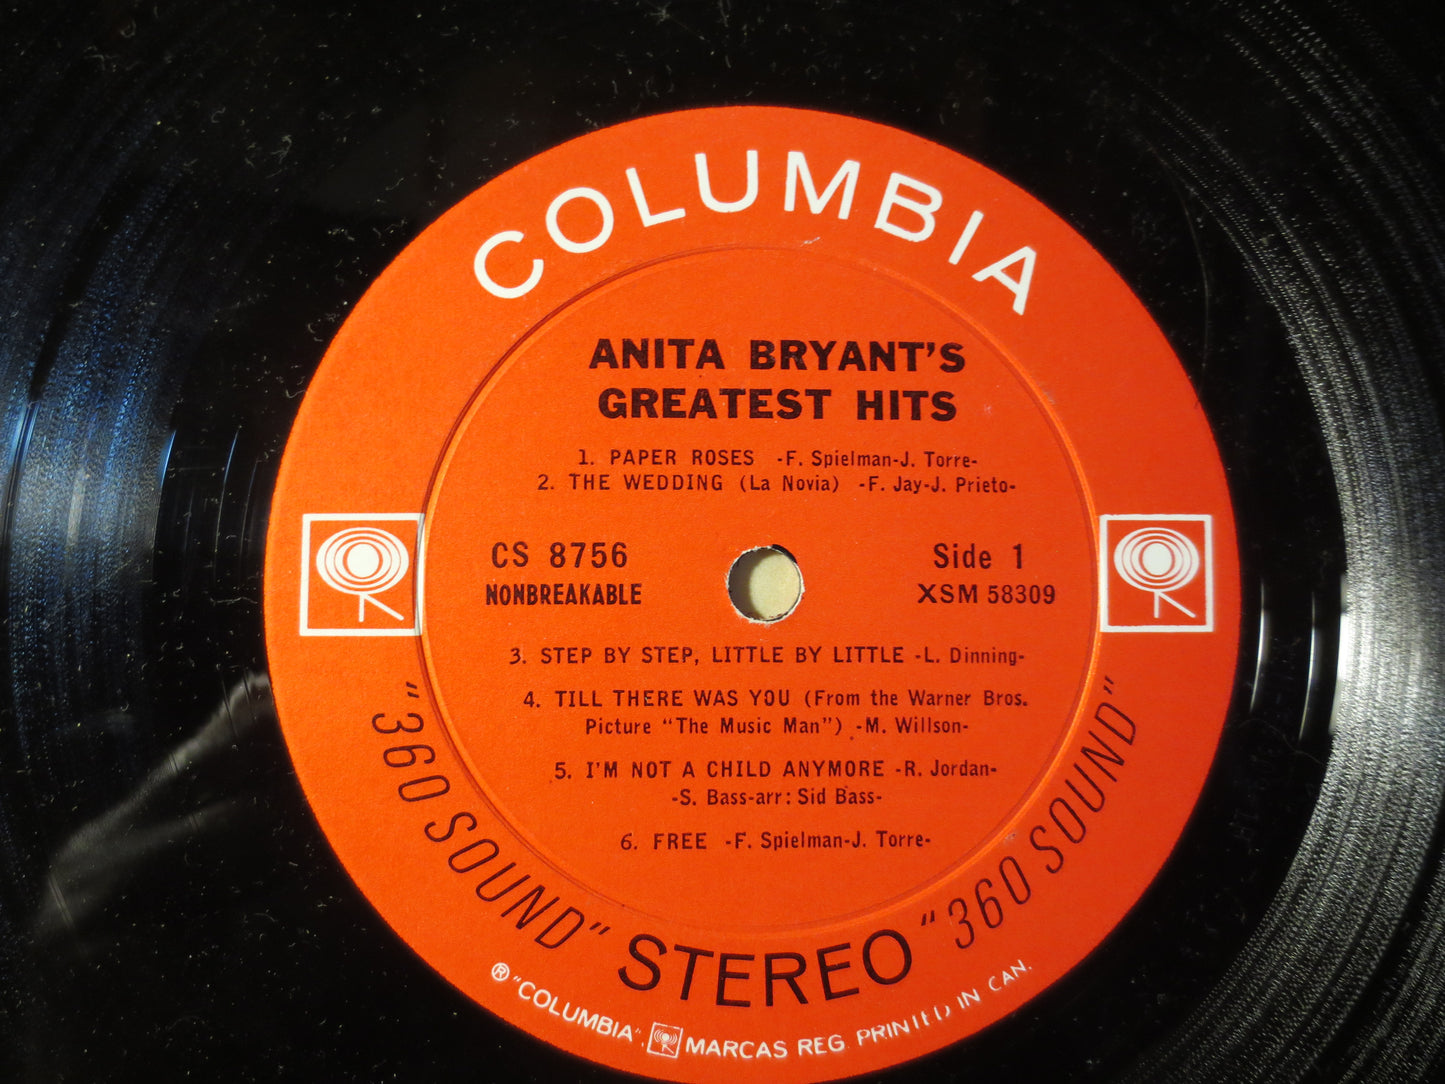 COLUMBIA
ANITA BRYANT'S
GREATEST HITS
1. PAPER ROSES -F. Spielman-J. Torre-
2. THE WEDDING (La Novia) -F. Jay-J. Prieto-
CS 8756
NONBREAKABLE
Side 1
XSM 58309
3. STEP BY STEP, LITTLE BY LITTLE -L. Dinning-
4. TILL THERE WAS YOU (From the Warner Bros.
Picture "The Music Man") -M. Willson-
5. I'M NOT A CHILD ANYMORE -R. Jordan-
-S. Bass-arr: Sid Bass-
6. FREE -F. Spielman-J. Torre-
"360 SOUND" STEREO "360 SOUND"
® "COLUMBIA", MARCAS REG. PRINTED IN CAN.